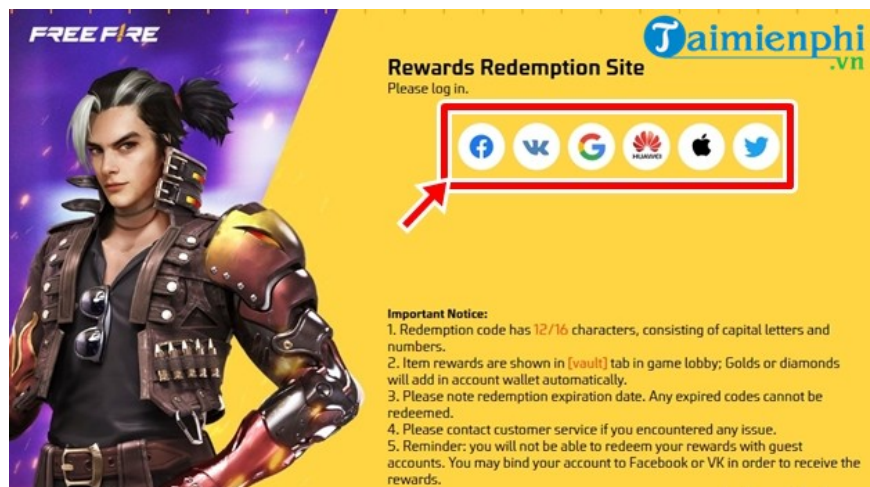 FREE FIRE
Taimienphi
.vn
Rewards Redemption Site
Please log in.
HUAWEI
Important Notice:
1. Redemption code has 12/16 characters, consisting of capital letters and
numbers.
2. Item rewards are shown in [vault] tab in game lobby; Golds or diamonds
will add in account wallet automatically.
3. Please note redemption expiration date. Any expired codes cannot be
redeemed.
4. Please contact customer service if you encountered any issue.
5. Reminder: you will not be able to redeem your rewards with guest
accounts. You may bind your account to Facebook or VK in order to receive the
rewards.